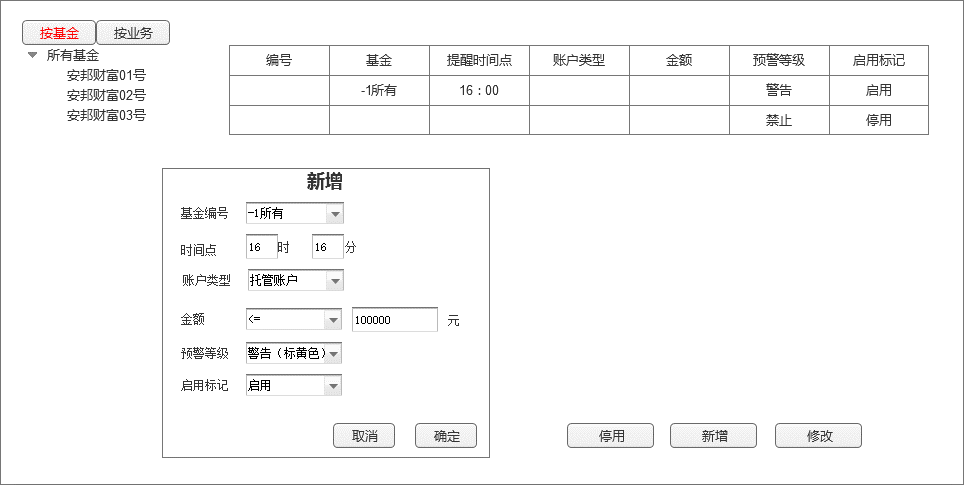 按基金 按业务
所有基金
安邦财富01号
安邦财富02号
安邦财富03号
编号 基金 提醒时间点 账户类型 金额 预警等级 启用标记
-1所有 16：00 警告 启用
禁止 停用
新增
基金编号 -1所有
时间点 16 时 16 分
账户类型 托管账户
金额 <= 100000 元
预警等级 警告（标黄色）
启用标记 启用
取消 确定
停用 新增 修改